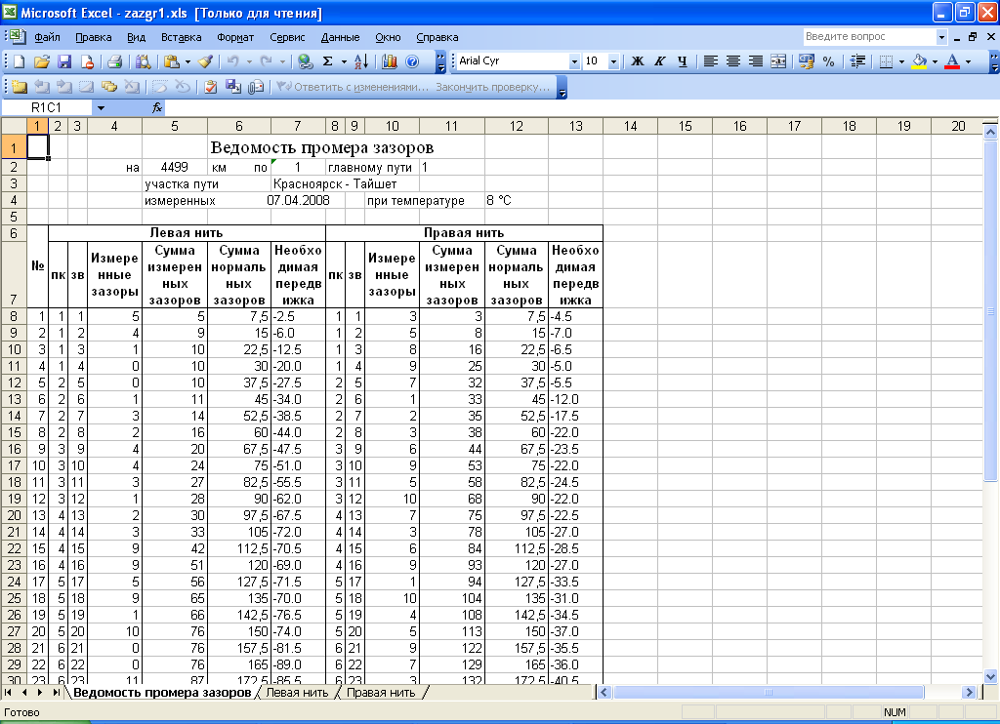 Microsoft Excel - zazgr1.xls [Только для чтения]
Файл Правка Вид Вставка Формат Сервис Данные Окно Справка Введите вопрос
Arial Cyr 10 Ж К Ч %
Ответить с изменениями... Закончить проверку...
R1C1 fx
1 2 3 4 5 6 7 8 9 10 11 12 13 14 15 16 17 18 19 20
1 Ведомость промера зазоров
2 на 4499 км по 1 главному пути 1
3 участка пути Красноярск - Тайшет
4 измеренных 07.04.2008 при температуре 8 °C
5
6 Левая нить Правая нить
7 № пк зв Измере нные зазоры Сумма измерен ных зазоров Сумма нормаль ных зазоров Необхо димая передв ижка пк зв Измере нные зазоры Сумма измерен ных зазоров Сумма нормаль ных зазоров Необхо димая передв ижка
8 1 1 1 5 5 7,5 -2.5 1 1 3 3 7,5 -4.5
9 2 1 2 4 9 15 -6.0 1 2 5 8 15 -7.0
10 3 1 3 1 10 22,5 -12.5 1 3 8 16 22,5 -6.5
11 4 1 4 0 10 30 -20.0 1 4 9 25 30 -5.0
12 5 2 5 0 10 37,5 -27.5 2 5 7 32 37,5 -5.5
13 6 2 6 1 11 45 -34.0 2 6 1 33 45 -12.0
14 7 2 7 3 14 52,5 -38.5 2 7 2 35 52,5 -17.5
15 8 2 8 2 16 60 -44.0 2 8 3 38 60 -22.0
16 9 3 9 4 20 67,5 -47.5 3 9 6 44 67,5 -23.5
17 10 3 10 4 24 75 -51.0 3 10 9 53 75 -22.0
18 11 3 11 3 27 82,5 -55.5 3 11 5 58 82,5 -24.5
19 12 3 12 1 28 90 -62.0 3 12 10 68 90 -22.0
20 13 4 13 2 30 97,5 -67.5 4 13 7 75 97,5 -22.5
21 14 4 14 3 33 105 -72.0 4 14 3 78 105 -27.0
22 15 4 15 9 42 112,5 -70.5 4 15 6 84 112,5 -28.5
23 16 4 16 9 51 120 -69.0 4 16 9 93 120 -27.0
24 17 5 17 5 56 127,5 -71.5 5 17 1 94 127,5 -33.5
25 18 5 18 9 65 135 -70.0 5 18 10 104 135 -31.0
26 19 5 19 1 66 142,5 -76.5 5 19 4 108 142,5 -34.5
27 20 5 20 10 76 150 -74.0 5 20 5 113 150 -37.0
28 21 6 21 0 76 157,5 -81.5 6 21 9 122 157,5 -35.5
29 22 6 22 0 76 165 -89.0 6 22 7 129 165 -36.0
30 23 6 23 11 87 172,5 -85.5 6 23 3 132 172,5 -40.5
Ведомость промера зазоров Левая нить Правая нить
Готово NUM